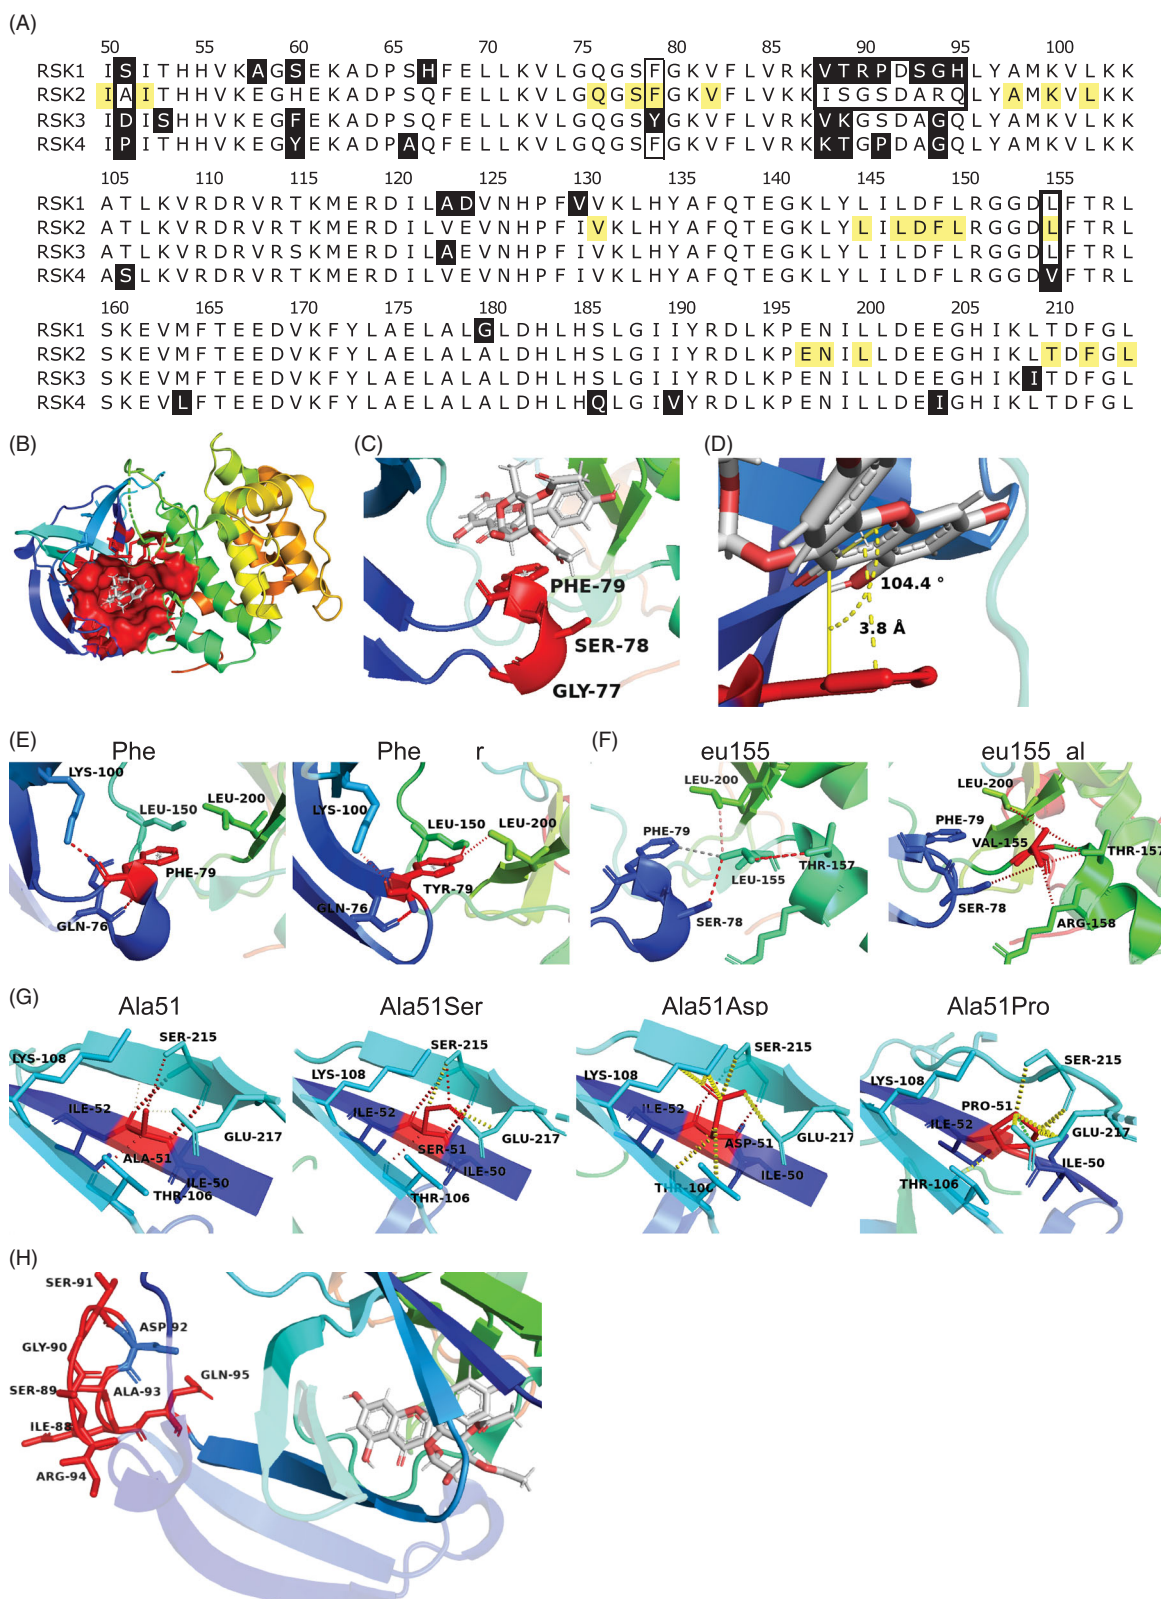 (A)
50 55 60 65 70 75 80 85 90 95 100
RSK1 I S I T H H V K A G S E K A D P S H F E L L K V L G Q G S F G K V F L V R K V T R P D S G H L Y A M K V L K K
RSK2 I A I T H H V K E G H E K A D P S Q F E L L K V L G Q G S F G K V F L V K K I S G S D A R Q L Y A M K V L K K
RSK3 I D I S H H V K E G F E K A D P S Q F E L L K V L G Q G S Y G K V F L V R K V K G S D A G Q L Y A M K V L K K
RSK4 I P I T H H V K E G Y E K A D P A Q F E L L K V L G Q G S F G K V F L V R K K T G P D A G Q L Y A M K V L K K
105 110 115 120 125 130 135 140 145 150 155
RSK1 A T L K V R D R V R T K M E R D I L A D V N H P F V V K L H Y A F Q T E G K L Y L I L D F L R G G D L F T R L
RSK2 A T L K V R D R V R T K M E R D I L V E V N H P F I V K L H Y A F Q T E G K L Y L I L D F L R G G D L F T R L
RSK3 A T L K V R D R V R S K M E R D I L A E V N H P F I V K L H Y A F Q T E G K L Y L I L D F L R G G D L F T R L
RSK4 A S L K V R D R V R T K M E R D I L V E V N H P F I V K L H Y A F Q T E G K L Y L I L D F L R G G D V F T R L
160 165 170 175 180 185 190 195 200 205 210
RSK1 S K E V M F T E E D V K F Y L A E L A L G L D H L H S L G I I Y R D L K P E N I L L D E E G H I K L T D F G L
RSK2 S K E V M F T E E D V K F Y L A E L A L A L D H L H S L G I I Y R D L K P E N I L L D E E G H I K L T D F G L
RSK3 S K E V M F T E E D V K F Y L A E L A L A L D H L H S L G I I Y R D L K P E N I L L D E E G H I K I T D F G L
RSK4 S K E V L F T E E D V K F Y L A E L A L A L D H L H Q L G I V Y R D L K P E N I L L D E I G H I K L T D F G L
(B)
(C)
PHE-79
SER-78
GLY-77
(D)
104.4 °
3.8 Å
(E)
Phe
LYS-100
LEU-150
LEU-200
PHE-79
GLN-76
Phe r
LYS-100
LEU-150
LEU-200
TYR-79
GLN-76
(F)
eu155
LEU-200
PHE-79
THR-157
LEU-155
SER-78
eu155 al
LEU-200
PHE-79
VAL-155
THR-157
SER-78
ARG-158
(G)
Ala51
SER-215
LYS-108
ILE-52
GLU-217
ALA-51
ILE-50
THR-106
Ala51Ser
SER-215
LYS-108
ILE-52
GLU-217
SER-51
ILE-50
THR-106
Ala51Asp
SER-215
LYS-108
ILE-52
GLU-217
ASP-51
ILE-50
THR-106
Ala51Pro
SER-215
LYS-108
PRO-51
ILE-52
GLU-217
ILE-50
THR-106
(H)
SER-91
ASP-92
GLY-90
GLN-95
SER-89
ALA-93
ILE-88
ARG-94